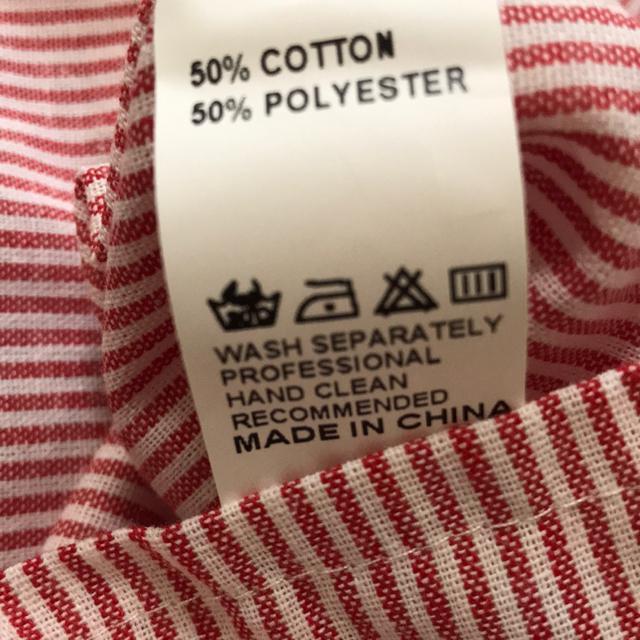 50% COTTON
50% POLYESTER
WASH SEPARATELY
PROFESSIONAL
HAND CLEAN
RECOMMENDED
MADE IN CHINA